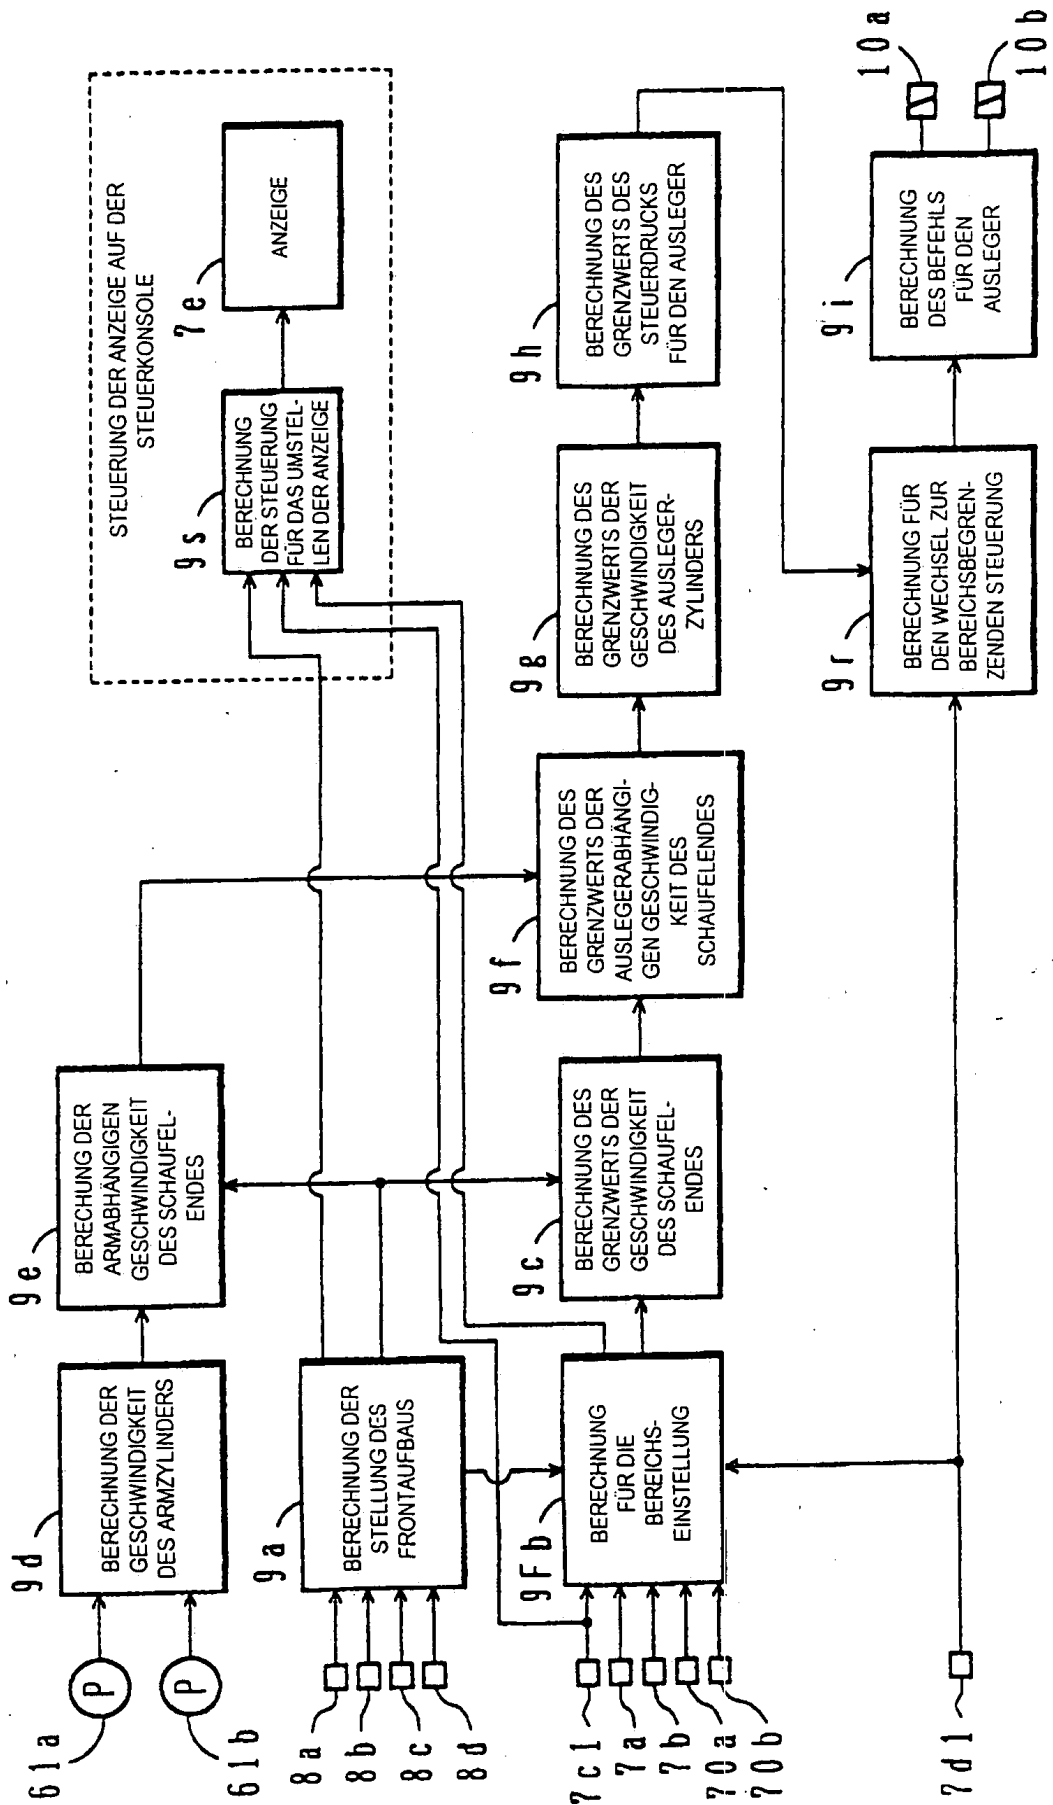 STEUERUNG DER ANZEIGE AUF DER
STEUERKONSOLE
61a
P
61b
P
9d
BERECHNUNG DER
GESCHWINDIGKEIT
DES ARMZYLINDERS
9e
BERECHUNG DER
ARMABHÄNGIGEN
GESCHWINDIGKEIT
DES SCHAUFEL-
ENDES
9s
BERECHNUNG
DER STEUERUNG
FÜR DAS UMSTEL-
LEN DER ANZEIGE
7e
ANZEIGE
8a
8b
8c
8d
9a
BERECHNUNG DER
STELLUNG DES
FRONTAUFBAUS
7c1
7a
7b
70a
70b
9Fb
BERECHNUNG
FÜR DIE
BEREICHS-
EINSTELLUNG
9c
BERECHNUNG DES
GRENZWERTS DER
GESCHWINDIGKEIT
DES SCHAUFEL-
ENDES
9f
BERECHNUNG DES
GRENZWERTS DER
AUSLEGERABHÄNGI-
GEN GESCHWINDIG-
KEIT DES
SCHAUFELENDES
9g
BERECHNUNG DES
GRENZWERTS DER
GESCHWINDIGKEIT
DES AUSLEGER-
ZYLINDERS
9h
BERECHNUNG DES
GRENZWERTS DES
STEUERDRUCKS
FÜR DEN AUSLEGER
7d1
9r
BERECHNUNG FÜR
DEN WECHSEL ZUR
BEREICHSBEGREN-
ZENDEN STEUERUNG
9i
BERECHNUNG
DES BEFEHLS
FÜR DEN
AUSLEGER
10a
10b